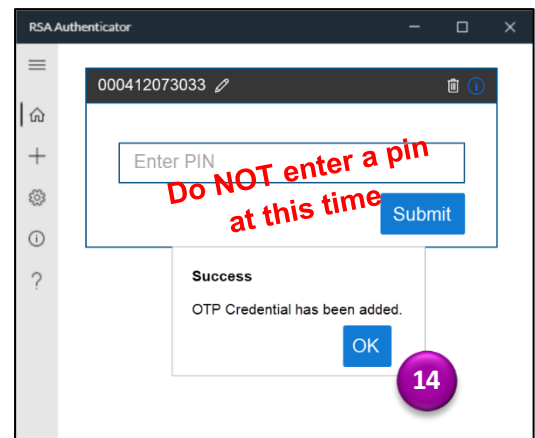 RSA Authenticator
000412073033
Enter PIN
Do NOT enter a pin
at this time
Submit
Success
OTP Credential has been added.
OK
14